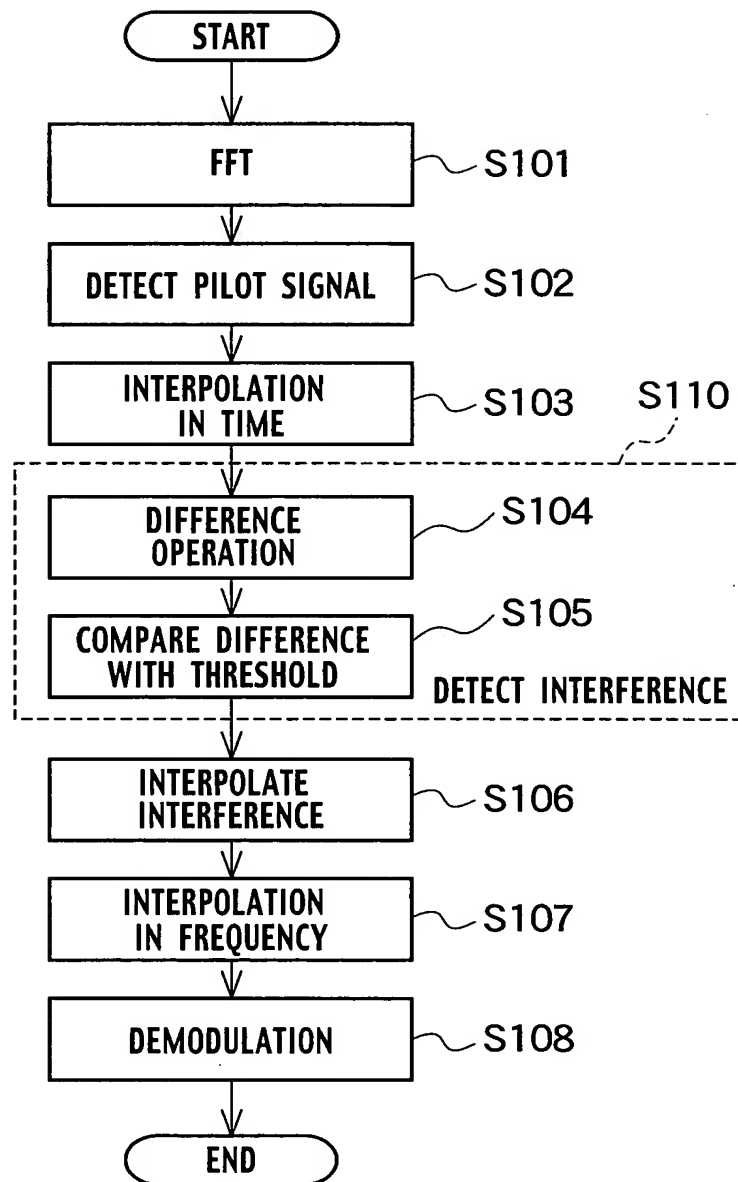 START
FFT
S101
DETECT PILOT SIGNAL
S102
INTERPOLATION
IN TIME
S103
S110
DIFFERENCE
OPERATION
S104
COMPARE DIFFERENCE
WITH THRESHOLD
S105
DETECT INTERFERENCE
INTERPOLATE
INTERFERENCE
S106
INTERPOLATION
IN FREQUENCY
S107
DEMODULATION
S108
END